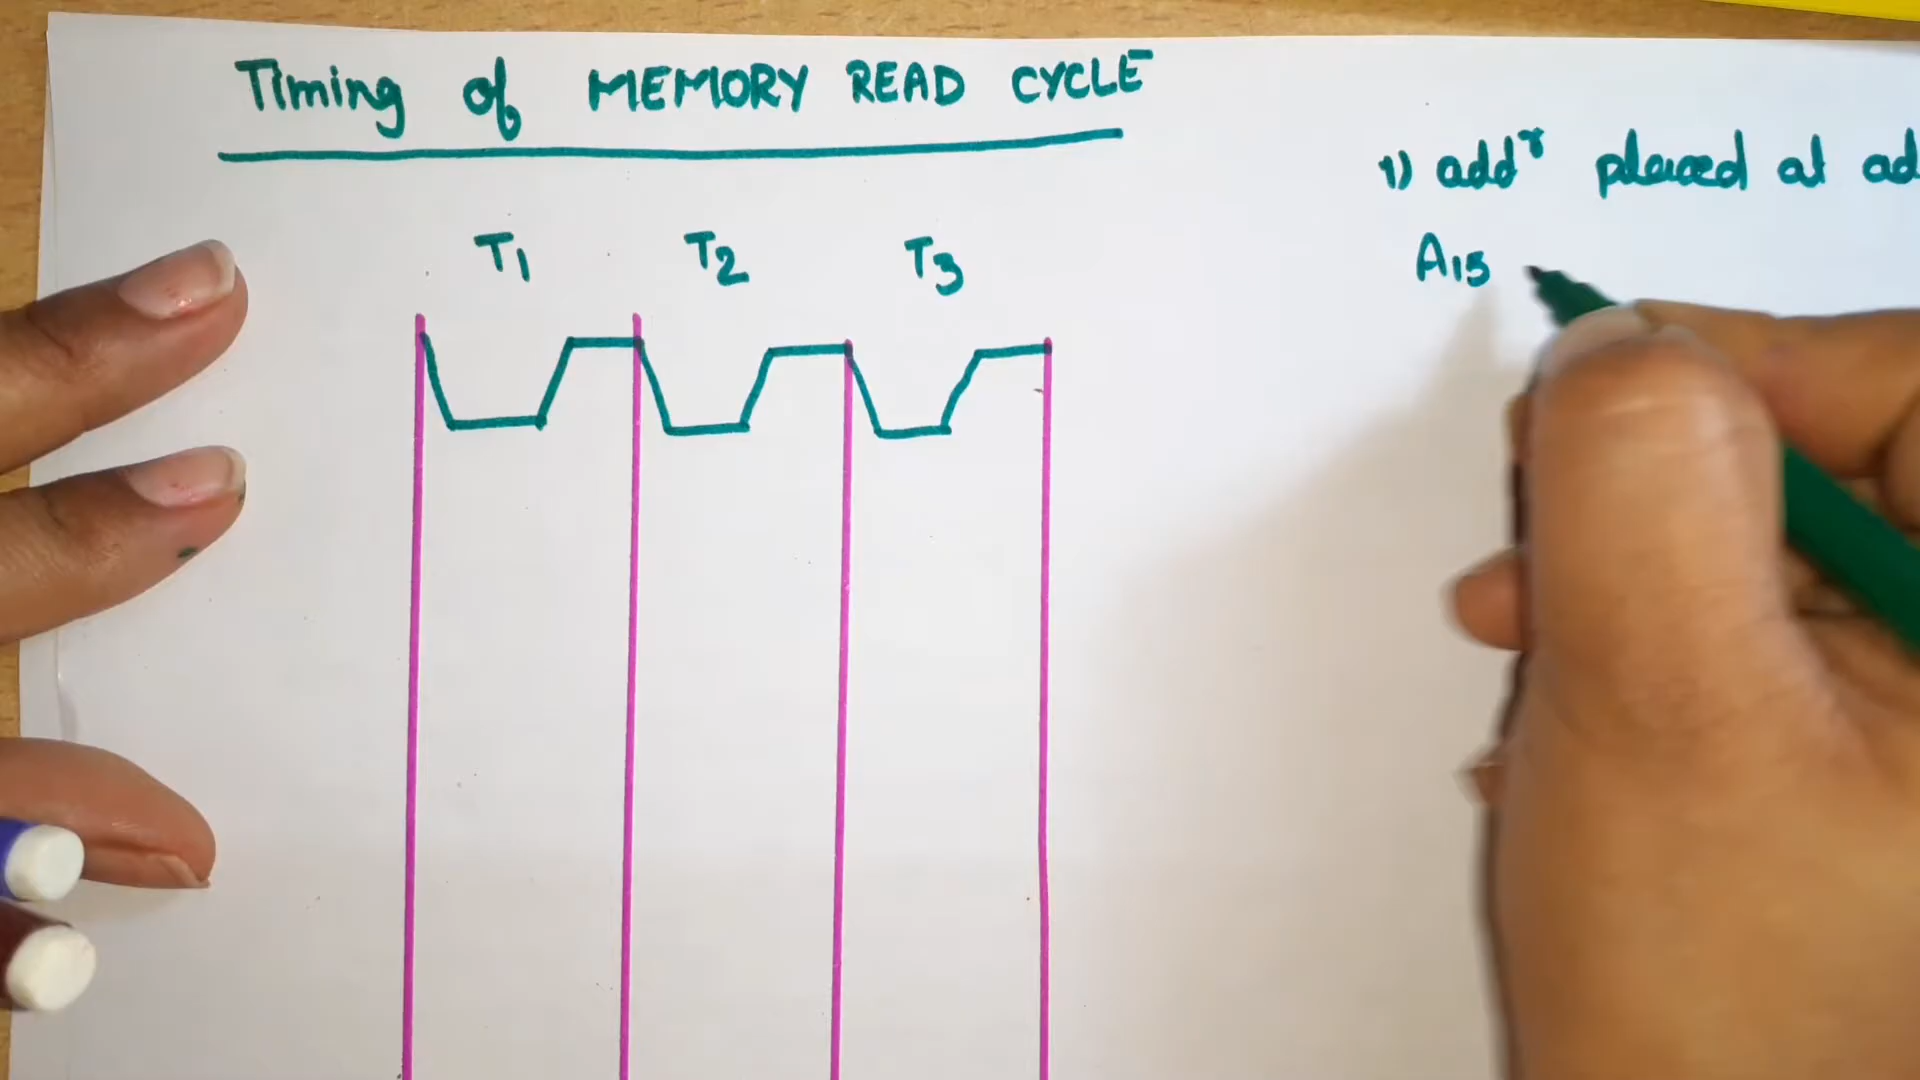 Timing of MEMORY READ CYCLE
1) addʳ placed at ad
A15
T1 T2 T3